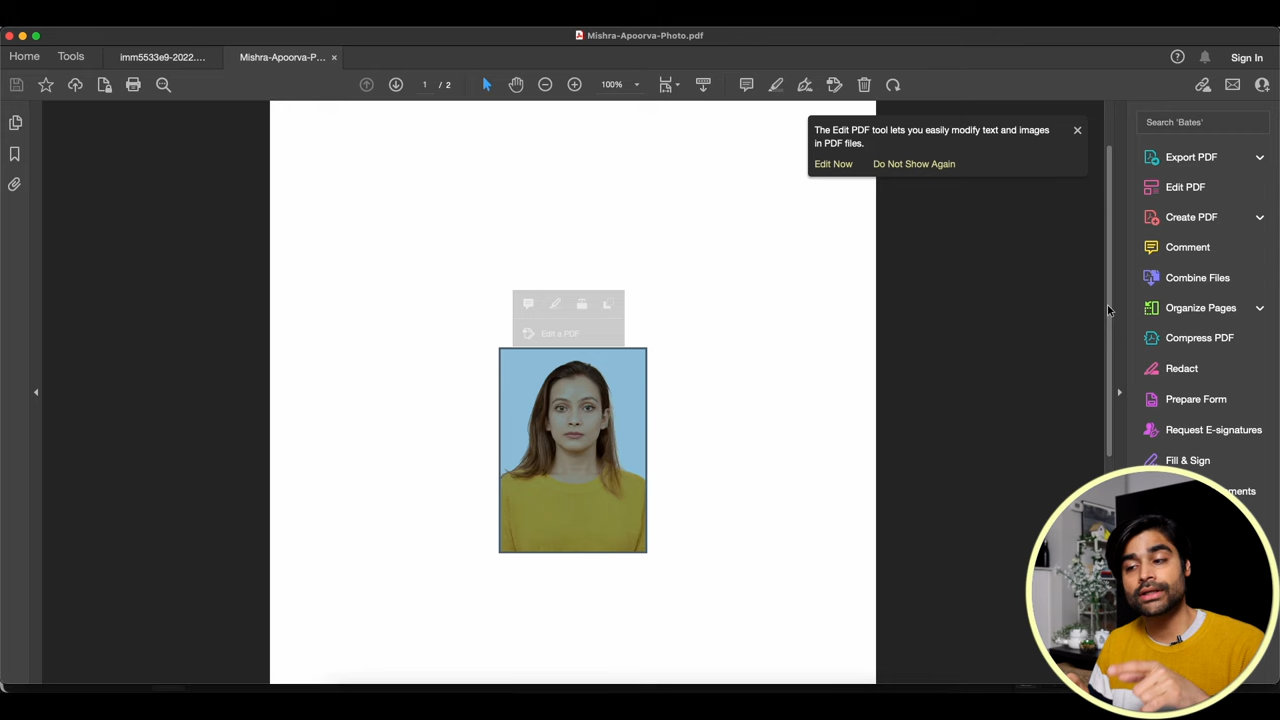 Mishra-Apoorva-Photo.pdf
Home
Tools
imm5533e9-2022....
Mishra-Apoorva-P...
Sign In
1 / 2
100%
The Edit PDF tool lets you easily modify text and images
in PDF files.
Edit Now
Do Not Show Again
Edit a PDF
Search 'Bates'
Export PDF
Edit PDF
Create PDF
Comment
Combine Files
Organize Pages
Compress PDF
Redact
Prepare Form
Request E-signatures
Fill & Sign